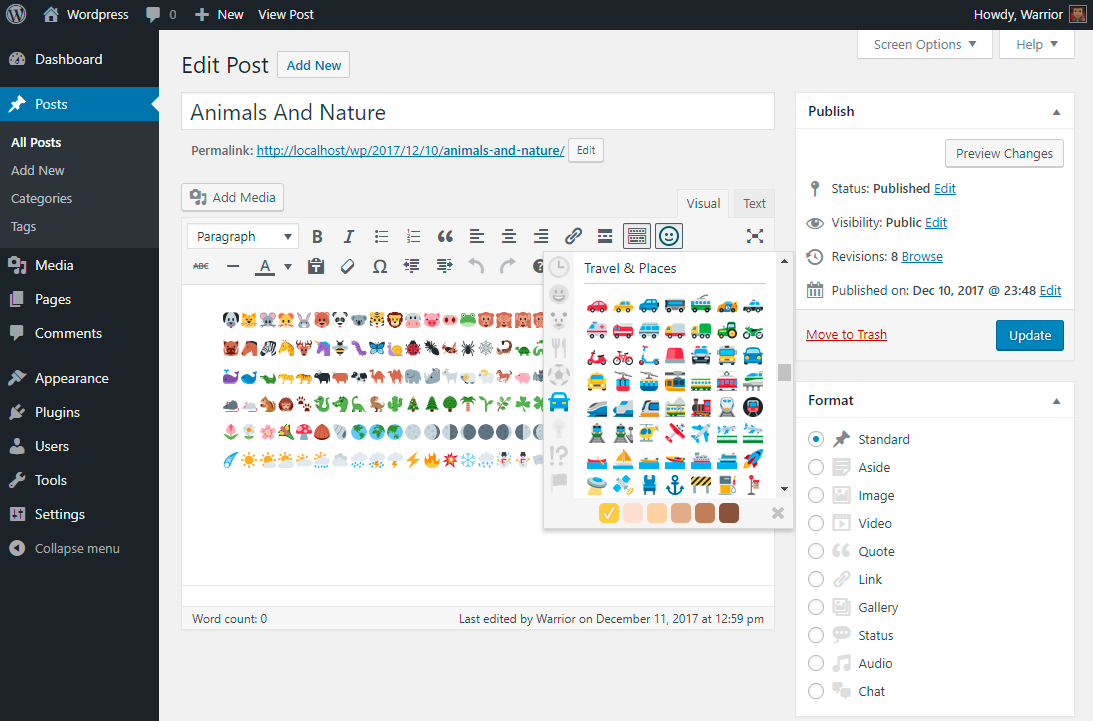 Wordpress 0 New View Post Howdy, Warrior
Screen Options Help
Dashboard
Posts
All Posts
Add New
Categories
Tags
Media
Pages
Comments
Appearance
Plugins
Users
Tools
Settings
Collapse menu
Edit Post Add New
Animals And Nature
Permalink: http://localhost/wp/2017/12/10/animals-and-nature/ Edit
Add Media
Visual Text
Paragraph B I
ABC A Ω
Travel & Places
Word count: 0 Last edited by Warrior on December 11, 2017 at 12:59 pm
Publish
Preview Changes
Status: Published Edit
Visibility: Public Edit
Revisions: 8 Browse
Published on: Dec 10, 2017 @ 23:48 Edit
Move to Trash Update
Format
Standard
Aside
Image
Video
Quote
Link
Gallery
Status
Audio
Chat